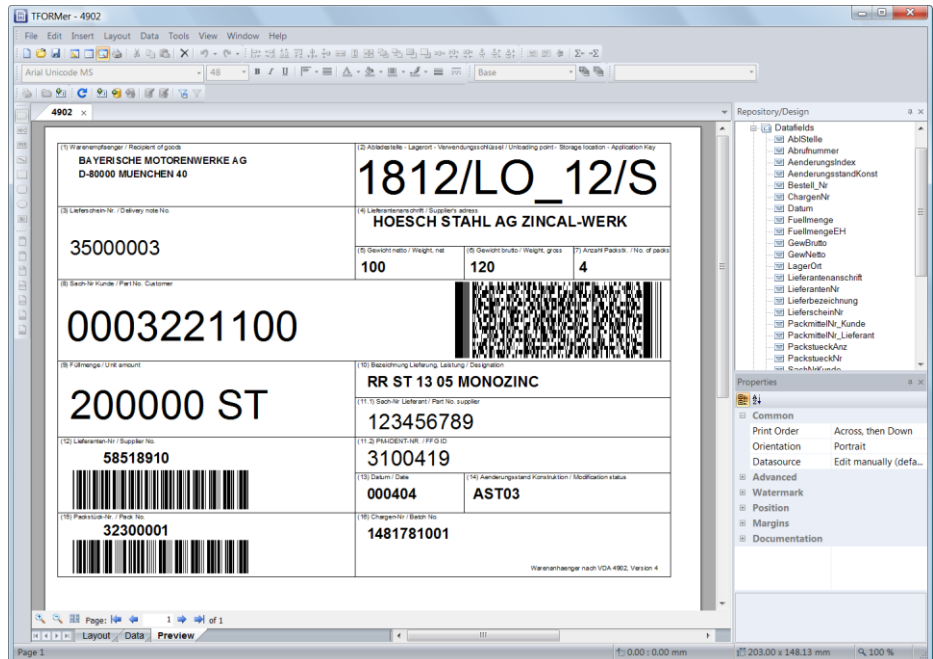 TFORMer - 4902
File Edit Insert Layout Data Tools View Window Help
Arial Unicode MS 48 B I U Base
4902
Repository/Design
(1) Warenempfaenger / Recipient of goods
BAYERISCHE MOTORENWERKE AG
D-80000 MUENCHEN 40
(2) Abladestelle - Lagerort - Verwendungsschlüssel / Unloading point - Storage location - Application Key
1812/LO_12/S
(3) Lieferschein-Nr. / Delivery note No.
35000003
(4) Lieferantenanschrift / Supplier's adress
HOESCH STAHL AG ZINCAL-WERK
(5) Gewicht netto / Weight, net
100
(6) Gewicht brutto / Weight, gross
120
(7) Anzahl Packstk. / No. of packs
4
(8) Sach-Nr Kunde / Part No. Customer
0003221100
(9) Füllmenge / Unit amount
200000 ST
(10) Bezeichnung Lieferung, Leistung / Designation
RR ST 13 05 MONOZINC
(11.1) Sach-Nr Lieferant / Part No. supplier
123456789
(12) Lieferanten-Nr / Supplier No.
58518910
(11.2) PM-IDENT-NR. / FFG ID
3100419
(13) Datum / Date
000404
(14) Aenderungsstand Konstruktion / Modification status
AST03
(15) Packstück-Nr. / Pack No.
32300001
(16) Chargen-Nr / Batch No.
1481781001
Warenanhaenger nach VDA 4902, Version 4
Datafields
AblStelle
Abrufnummer
AenderungsIndex
AenderungsstandKonst
Bestell_Nr
ChargenNr
Datum
Fuellmenge
FuellmengeEH
GewBrutto
GewNetto
LagerOrt
Lieferantenanschrift
LieferantenNr
Lieferbezeichnung
LieferscheinNr
PackmittelNr_Kunde
PackmittelNr_Lieferant
PackstueckAnz
PackstueckNr
SachNrKunde
Properties
Common
Print Order Across, then Down
Orientation Portrait
Datasource Edit manually (defa...
Advanced
Watermark
Position
Margins
Documentation
Page: 1 of 1
Layout Data Preview
Page 1 0.00 : 0.00 mm 203.00 x 148.13 mm 100 %